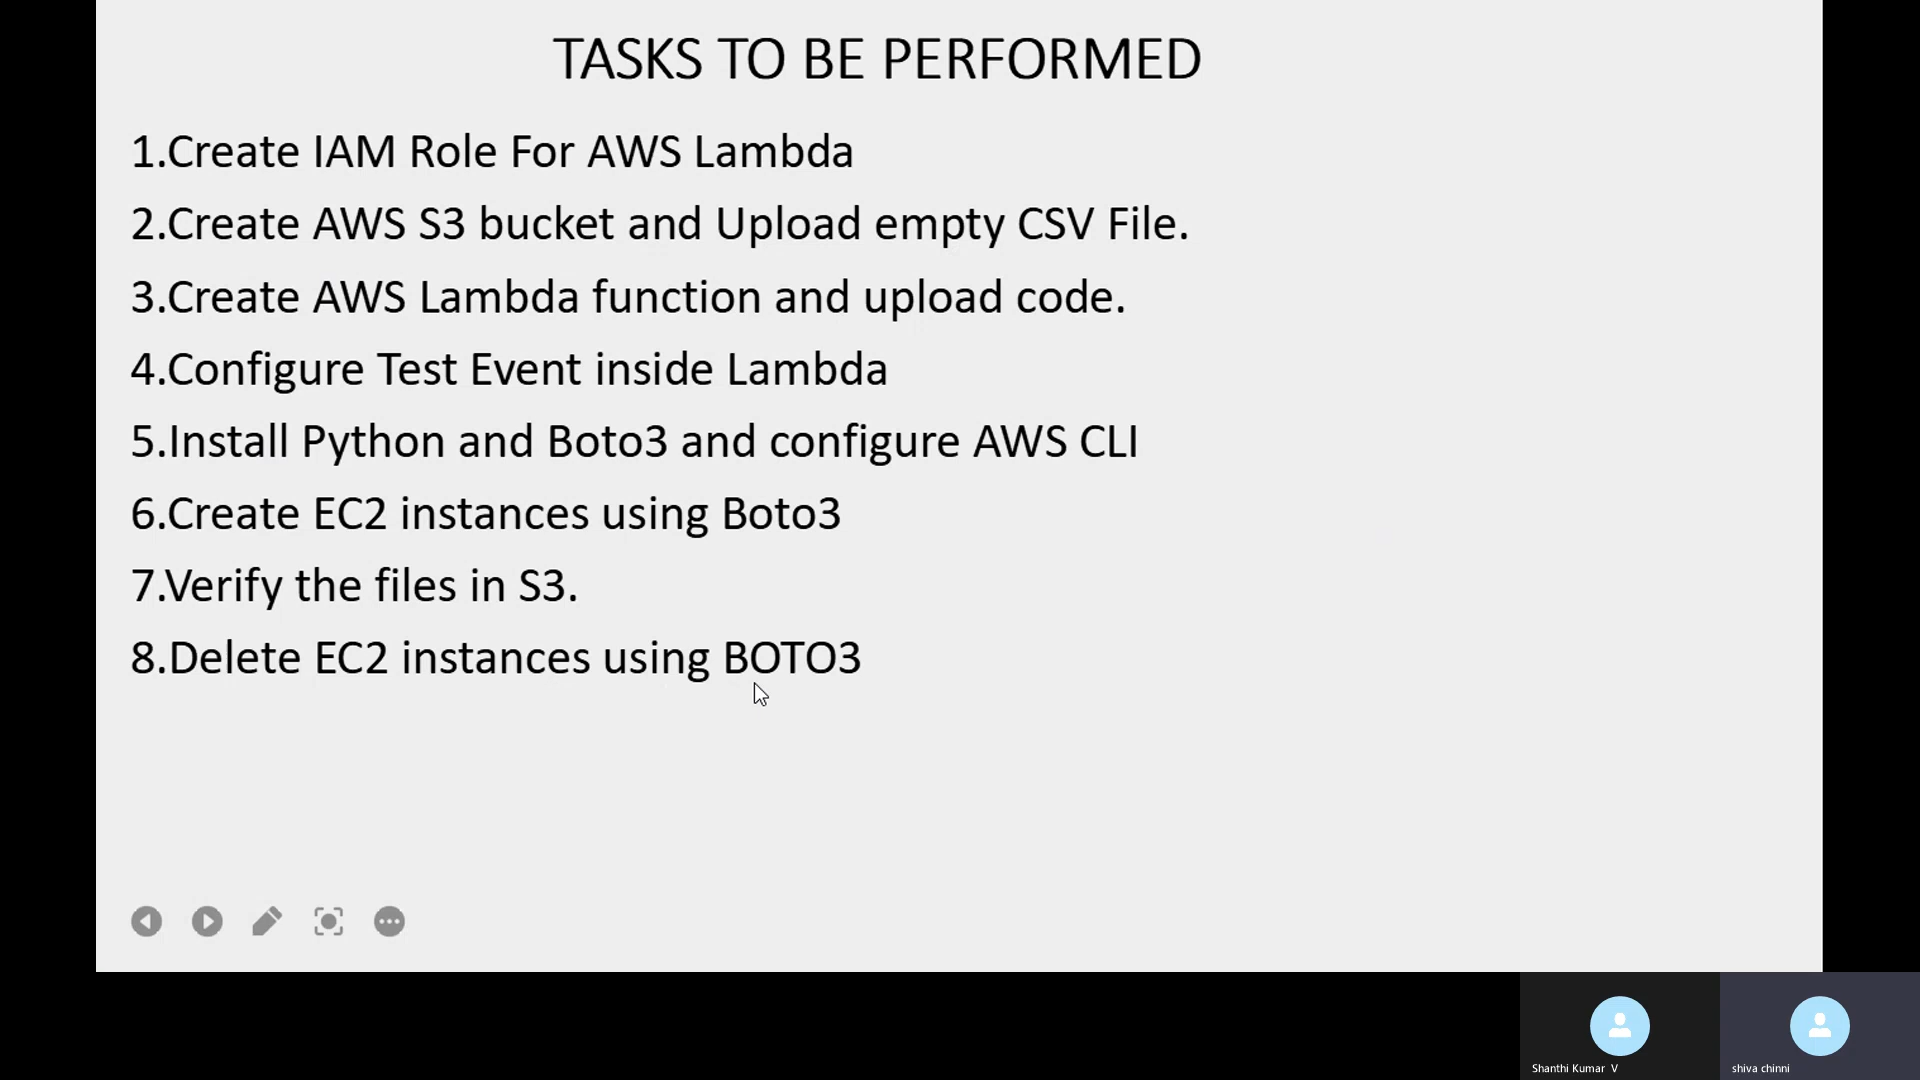 TASKS TO BE PERFORMED
1.Create IAM Role For AWS Lambda
2.Create AWS S3 bucket and Upload empty CSV File.
3.Create AWS Lambda function and upload code.
4.Configure Test Event inside Lambda
5.Install Python and Boto3 and configure AWS CLI
6.Create EC2 instances using Boto3
7.Verify the files in S3.
8.Delete EC2 instances using BOTO3
Shanthi Kumar V
shiva chinni